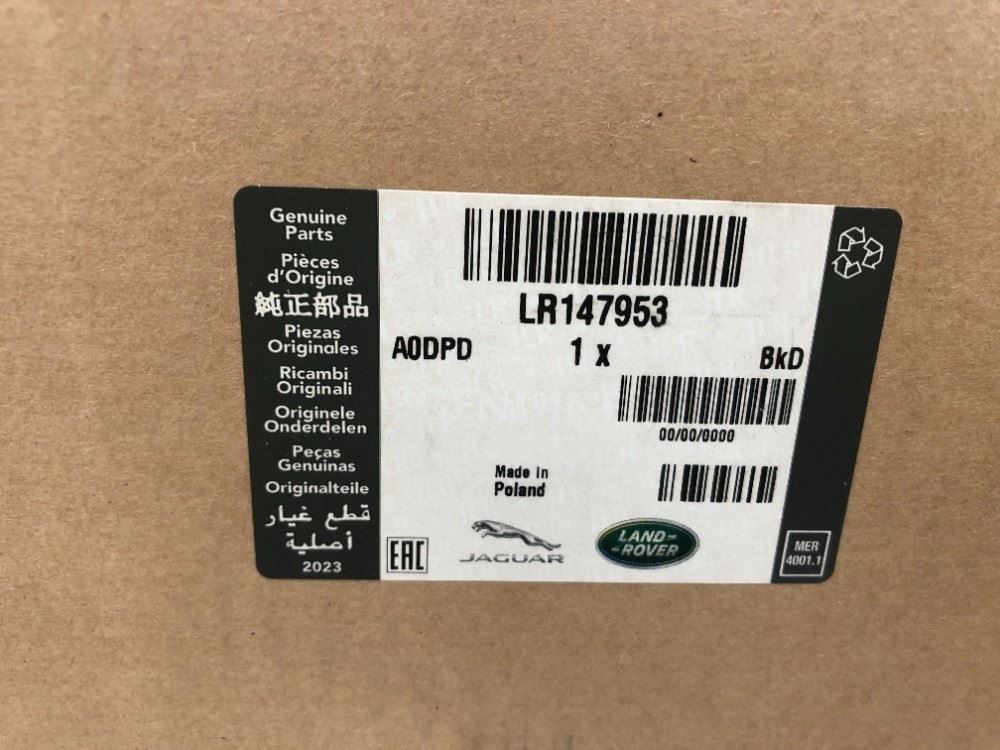 Genuine
Parts
Pièces
d'Origine
純正部品
Piezas
Originales
Ricambi
Originali
Originele
Onderdelen
Peças
Genuinas
Originalteile
قطع غيار
أصلية
2023
LR147953
A0DPD 1 x BkD
00/00/0000
Made in
Poland
EAC
JAGUAR
LAND-
-ROVER
MER
4001.1